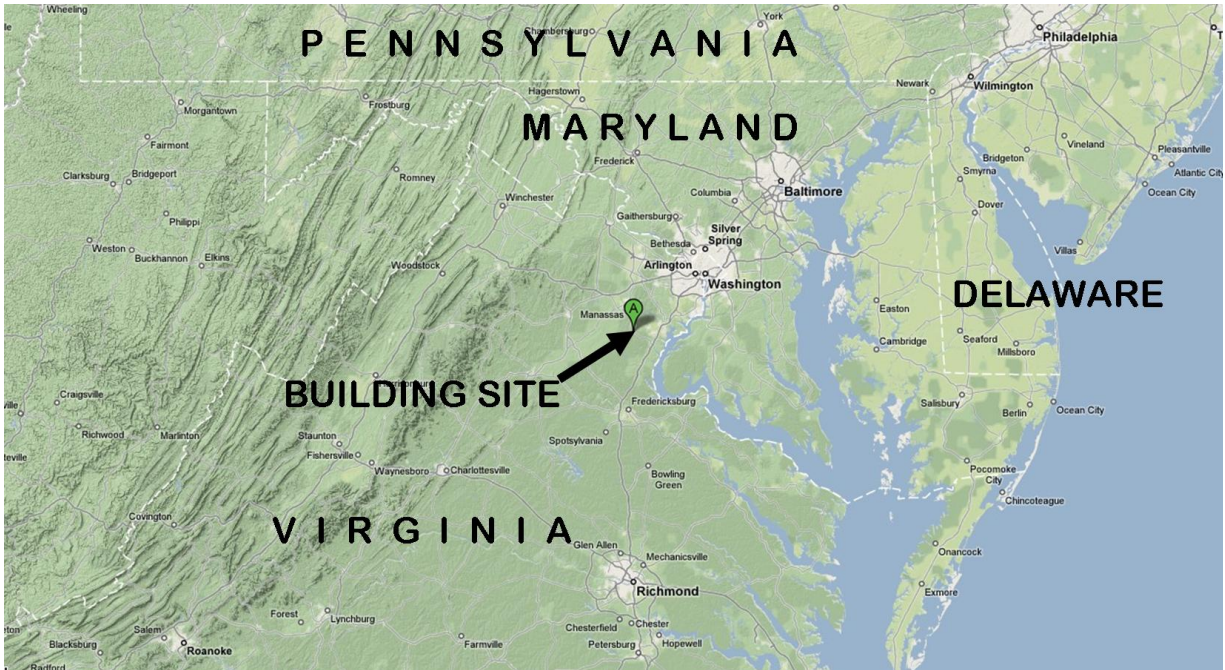 Wheeling
York
Chambersburg
PENNSYLVANIA
Philadelphia
Newark
Wilmington
Hagerstown
Morgantown
Frostburg
MARYLAND
Fairmont
Frederick
Vineland
Pleasantville
Bridgeton
Atlantic City
Clarksburg
Bridgeport
Romney
Smyrna
Ocean City
Columbia
Baltimore
Winchester
Dover
Philippi
Gaithersburg
Silver
Spring
Weston
Buckhannon
Elkins
Bethesda
Villas
Woodstock
Arlington
Washington
DELAWARE
Manassas
A
Easton
Seaford
Cambridge
Millsboro
BUILDING SITE
Craigsville
Fredericksburg
Salisbury
Berlin
Ocean City
Richwood
Marlinton
Staunton
Spotsylvania
Fishersville
Waynesboro
Charlottesville
Bowling
Green
Pocomoke
City
Chincoteague
Covington
VIRGINIA
Glen Allen
Mechanicsville
Onancock
Richmond
Exmore
Forest
Lynchburg
Chesterfield
Chester
Salem
Roanoke
Farmville
Petersburg
Hopewell
Blacksburg
Radford